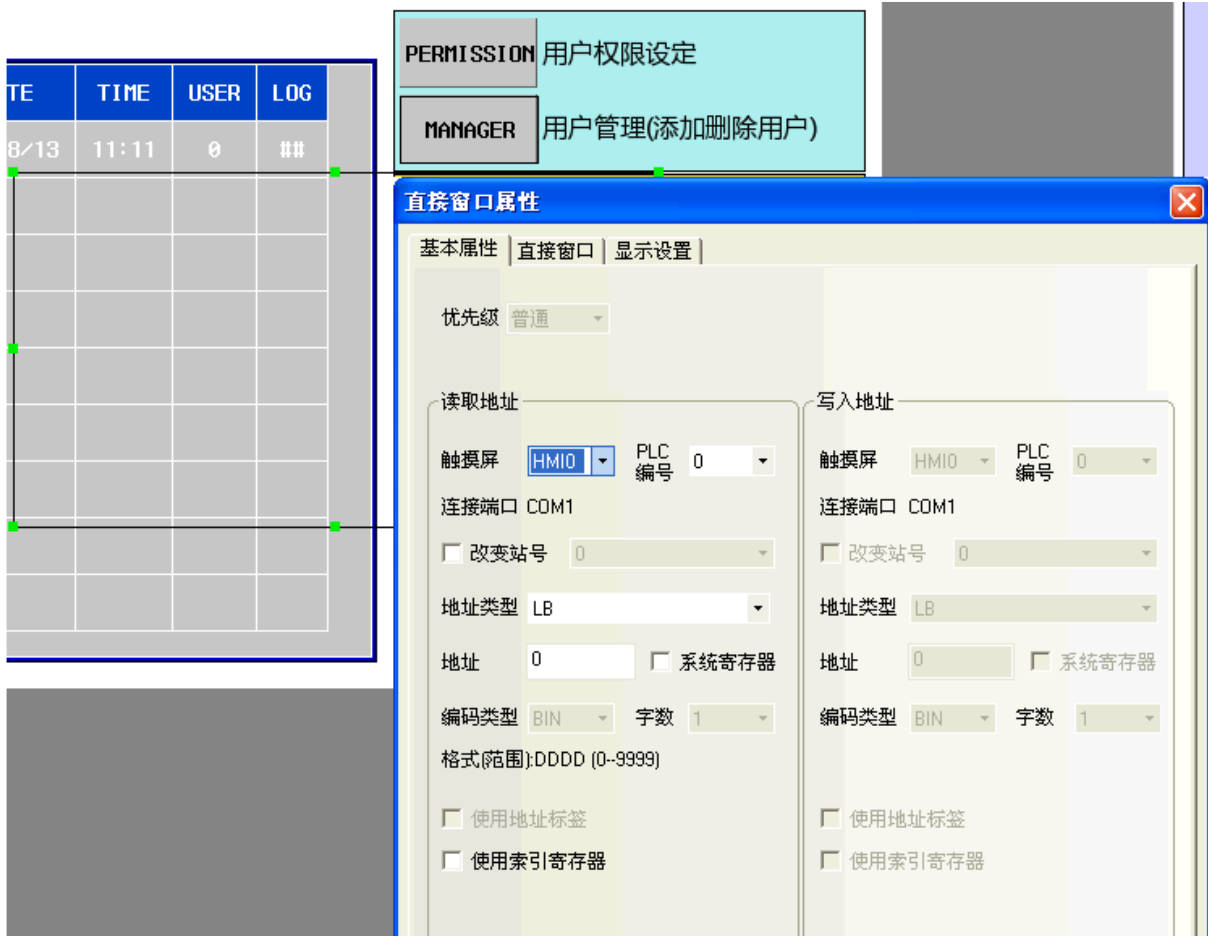 PERMISSION 用户权限设定
MANAGER 用户管理(添加删除用户)
TE TIME USER LOG
8/13 11:11 0 ##
直接窗口属性
基本属性 直接窗口 显示设置
优先级 普通
读取地址
触摸屏 HMI0 PLC编号 0
连接端口 COM1
改变站号 0
地址类型 LB
地址 0 系统寄存器
编码类型 BIN 字数 1
格式(范围):DDDD (0--9999)
使用地址标签
使用索引寄存器
写入地址
触摸屏 HMI0 PLC编号 0
连接端口 COM1
改变站号 0
地址类型 LB
地址 0 系统寄存器
编码类型 BIN 字数 1
使用地址标签
使用索引寄存器